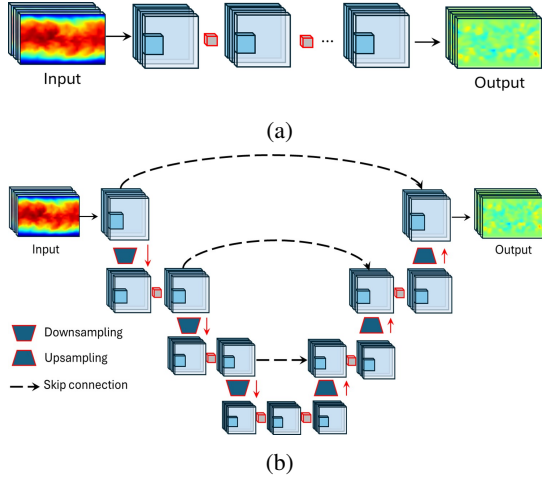 ...
Input
Output
(a)
Input
Output
Downsampling
Upsampling
Skip connection
(b)